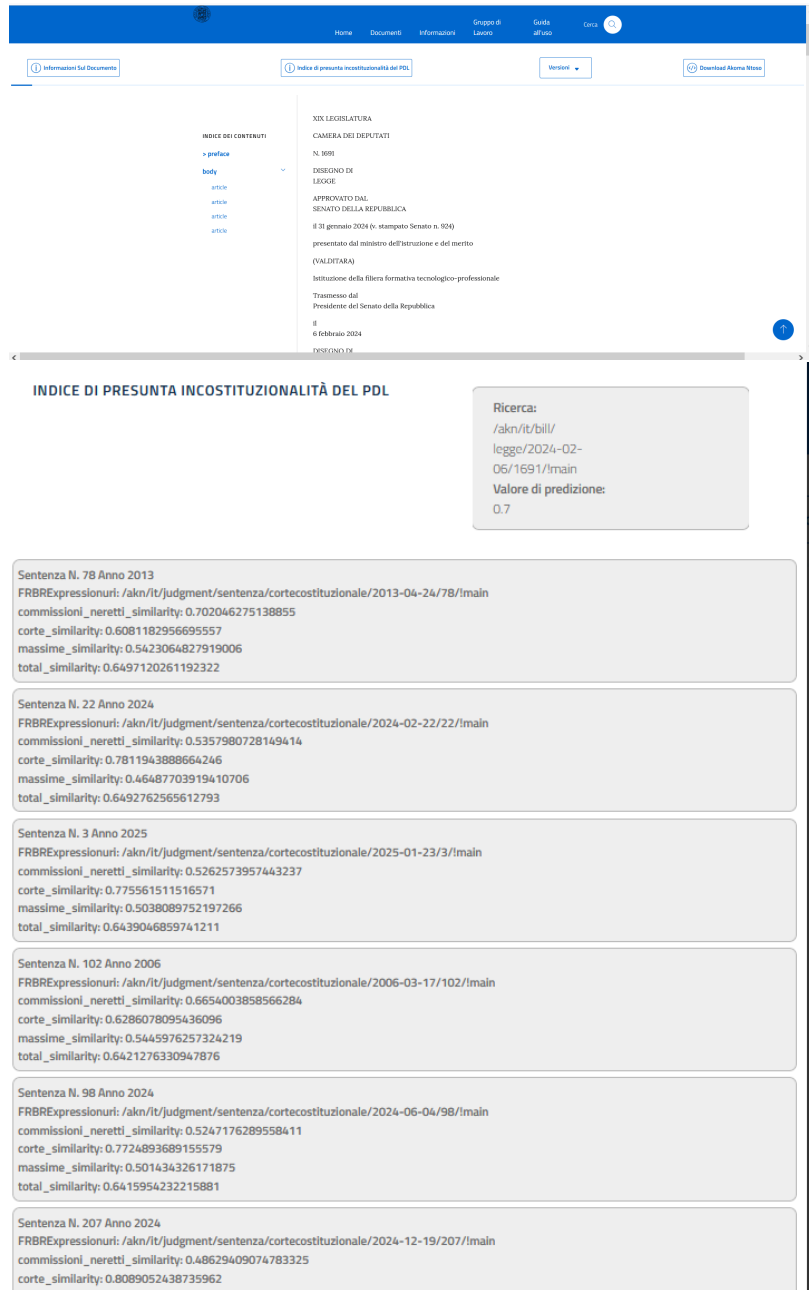 Home
Documenti
Informazioni
Gruppo di
Lavoro
Guida
all'uso
Cerca
Informazioni Sul Documento
Indice di presunta incostituzionalità del PDL
Versioni
Download Akoma Ntoso
INDICE DEI CONTENUTI
> preface
body
article
article
article
article
XIX LEGISLATURA
CAMERA DEI DEPUTATI
N. 1691
DISEGNO DI
LEGGE
APPROVATO DAL
SENATO DELLA REPUBBLICA
il 31 gennaio 2024 (v. stampato Senato n. 924)
presentato dal ministro dell'istruzione e del merito
(VALDITARA)
Istituzione della filiera formativa tecnologico-professionale
Trasmesso dal
Presidente del Senato della Repubblica
il
6 febbraio 2024
DISEGNO DI
INDICE DI PRESUNTA INCOSTITUZIONALITÀ DEL PDL
Ricerca:
/akn/it/bill/
legge/2024-02-
06/1691/!main
Valore di predizione:
0.7
Sentenza N. 78 Anno 2013
FRBRExpressionuri: /akn/it/judgment/sentenza/cortecostituzionale/2013-04-24/78/!main
commissioni_neretti_similarity: 0.702046275138855
corte_similarity: 0.6081182956695557
massime_similarity: 0.5423064827919006
total_similarity: 0.6497120261192322
Sentenza N. 22 Anno 2024
FRBRExpressionuri: /akn/it/judgment/sentenza/cortecostituzionale/2024-02-22/22/!main
commissioni_neretti_similarity: 0.5357980728149414
corte_similarity: 0.7811943888664246
massime_similarity: 0.46487703919410706
total_similarity: 0.6492762565612793
Sentenza N. 3 Anno 2025
FRBRExpressionuri: /akn/it/judgment/sentenza/cortecostituzionale/2025-01-23/3/!main
commissioni_neretti_similarity: 0.5262573957443237
corte_similarity: 0.775561511516571
massime_similarity: 0.5038089752197266
total_similarity: 0.6439046859741211
Sentenza N. 102 Anno 2006
FRBRExpressionuri: /akn/it/judgment/sentenza/cortecostituzionale/2006-03-17/102/!main
commissioni_neretti_similarity: 0.6654003858566284
corte_similarity: 0.6286078095436096
massime_similarity: 0.5445976257324219
total_similarity: 0.6421276330947876
Sentenza N. 98 Anno 2024
FRBRExpressionuri: /akn/it/judgment/sentenza/cortecostituzionale/2024-06-04/98/!main
commissioni_neretti_similarity: 0.5247176289558411
corte_similarity: 0.7724893689155579
massime_similarity: 0.501434326171875
total_similarity: 0.6415954232215881
Sentenza N. 207 Anno 2024
FRBRExpressionuri: /akn/it/judgment/sentenza/cortecostituzionale/2024-12-19/207/!main
commissioni_neretti_similarity: 0.48629409074783325
corte_similarity: 0.8089052438735962